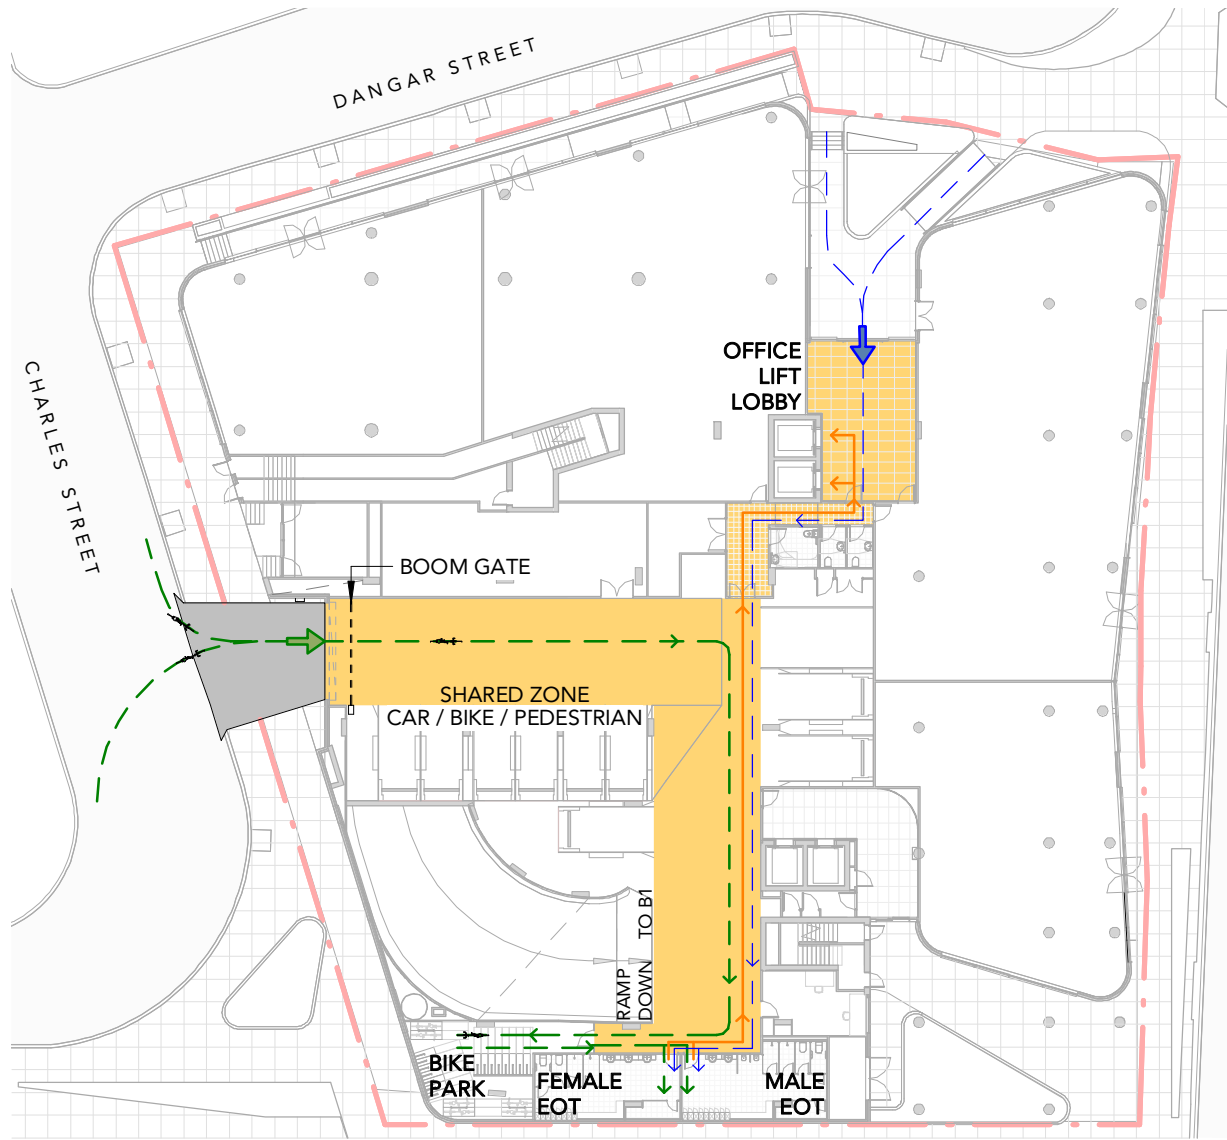 DANGAR STREET
CHARLES STREET
OFFICE
LIFT
LOBBY
BOOM GATE
SHARED ZONE
CAR / BIKE / PEDESTRIAN
RAMP
DOWN TO B1
BIKE
PARK
FEMALE
EOT
MALE
EOT